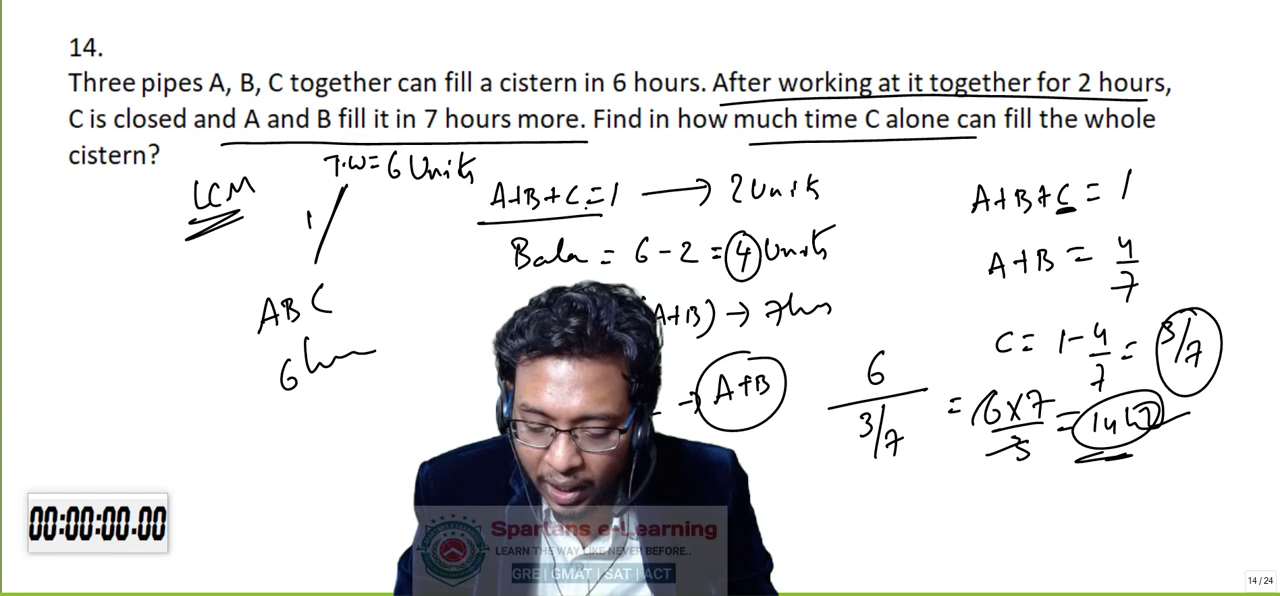 14.
Three pipes A, B, C together can fill a cistern in 6 hours. After working at it together for 2 hours,
C is closed and A and B fill it in 7 hours more. Find in how much time C alone can fill the whole
cistern?
LCM
T.W = 6 Units
1
ABC
6 hrs
A+B+C = 1 → 2 Units
Bala = 6 - 2 = 4 Units
(A+B) → 7 hrs
→ A+B
A+B+C = 1
A+B = 4/7
C = 1 - 4/7 = 3/7
6 / 3/7 = 6 x 7 / 3 = 14 hr
00:00:00.00
Spartans e-Learning
LEARN THE WAY LIKE NEVER BEFORE..
GRE | GMAT | SAT | ACT
14 / 24